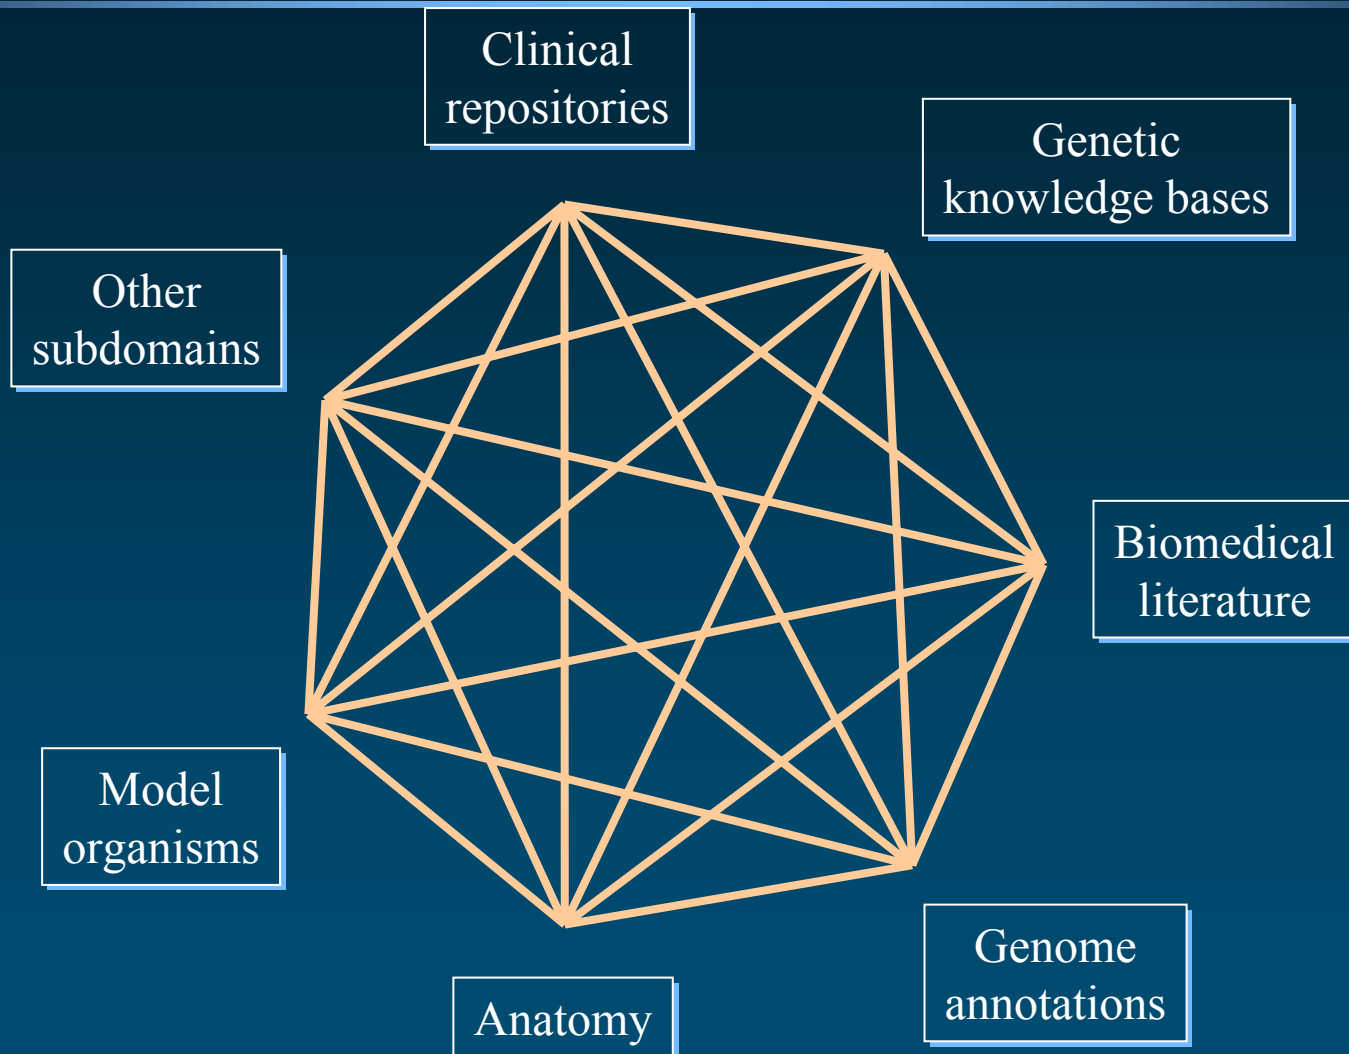 Clinical
repositories
Genetic
knowledge bases
Other
subdomains
Biomedical
literature
Model
organisms
Genome
annotations
Anatomy